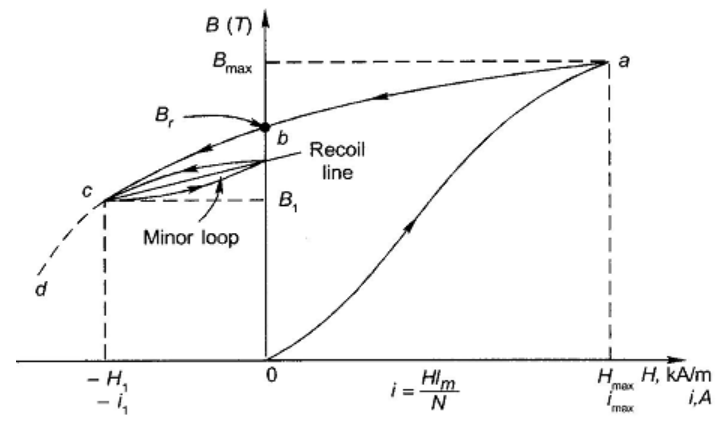 B (T)
B_max
a
B_r
b
Recoil
line
c
B_1
Minor loop
d
– H_1
0
H_max H, kA/m
– i_1
i = Hl_m / N
i_max
i, A